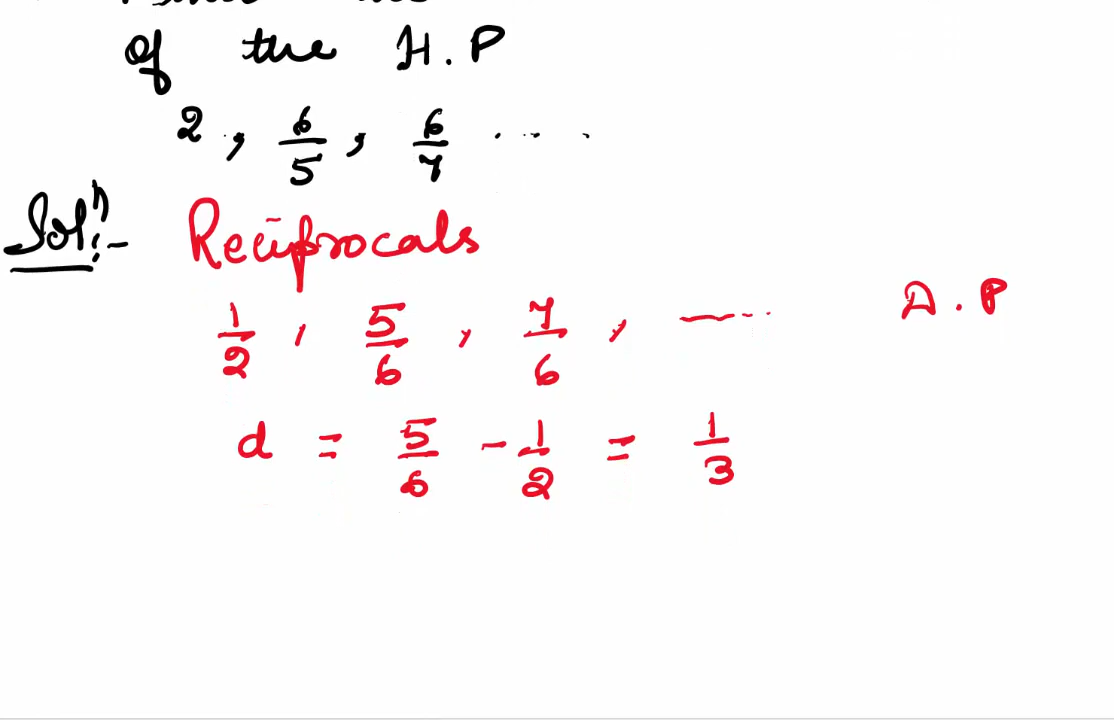 of the H.P
2, 6/5, 6/7 .....
Solⁿ:-
Reciprocals
1/2, 5/6, 7/6, ---... A.P
d = 5/6 - 1/2 = 1/3